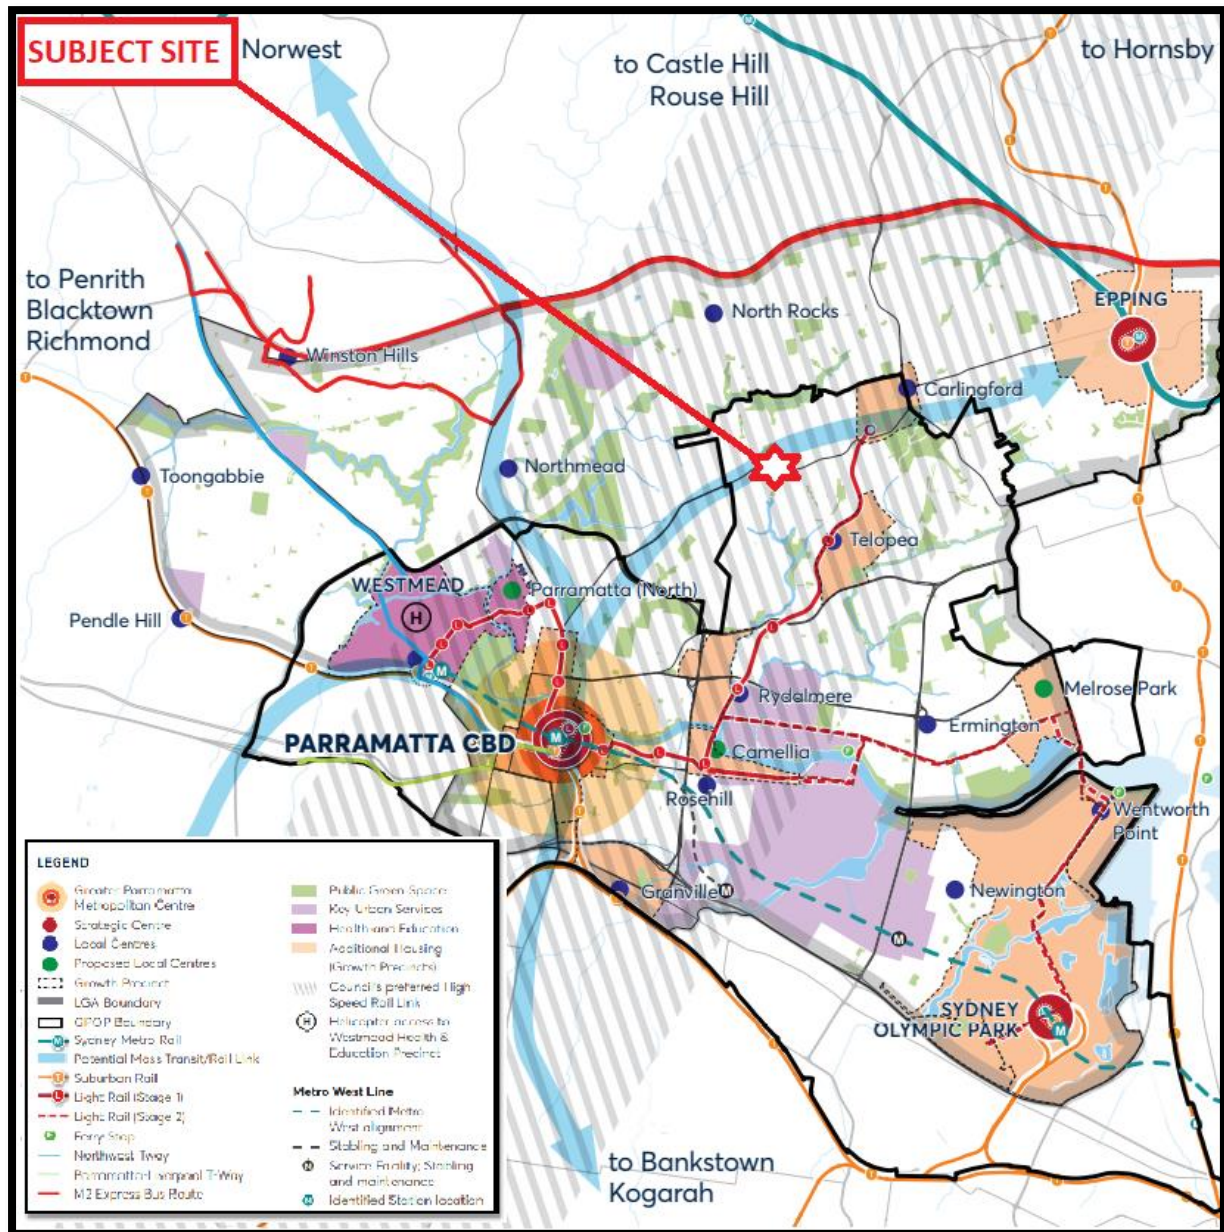 SUBJECT SITE
Norwest
to Castle Hill
Rouse Hill
to Hornsby
to Penrith
Blacktown
Richmond
North Rocks
EPPING
Winston Hills
Carlingford
Toongabbie
Northmead
Telopea
WESTMEAD
H
Parramatta (North)
Pendle Hill
Rydalmere
Melrose Park
Ermington
PARRAMATTA CBD
Camellia
Rosehill
Wentworth
Point
Granville
Newington
SYDNEY
OLYMPIC PARK
to Bankstown
Kogarah
LEGEND
Greater Parramatta
Metropolitan Centre
Strategic Centre
Local Centres
Proposed Local Centres
Growth Precinct
LGA Boundary
GPOP Boundary
Sydney Metro Rail
Potential Mass Transit/Rail Link
Suburban Rail
Light Rail (Stage 1)
Light Rail (Stage 2)
Ferry Stop
Northwest T-way
Parramatta-Liverpool T-Way
M2 Express Bus Route
Public Green Space
Key Urban Services
Health and Education
Additional Housing
(Growth Precincts)
Council's preferred High
Speed Rail Link
H Helicopter access to
Westmead Health &
Education Precinct
Metro West Line
Identified Metro
West alignment
Stabling and Maintenance
Service Facility; Stabling
and maintenance
Identified Station location